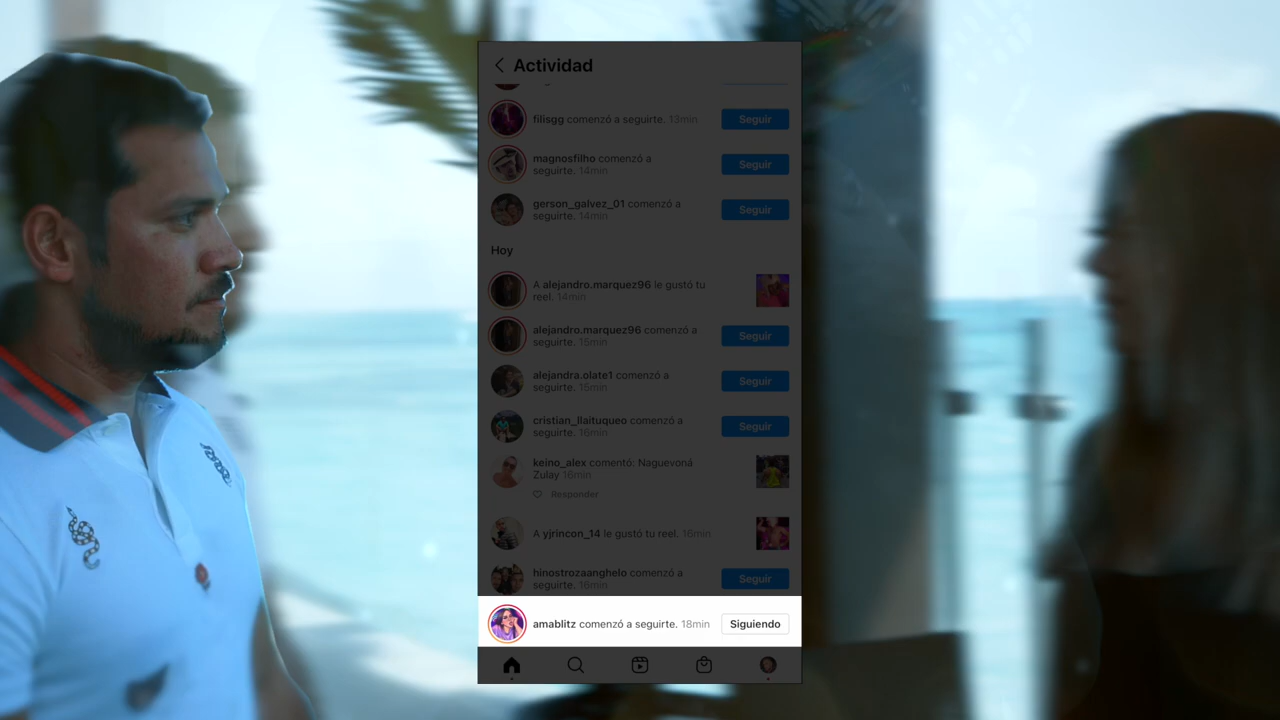 Actividad
filisgg comenzó a seguirte. 13min
Seguir
magnosfilho comenzó a
seguirte. 14min
Seguir
gerson_galvez_01 comenzó a
seguirte. 14min
Seguir
Hoy
A alejandro.marquez96 le gustó tu
reel. 14min
alejandro.marquez96 comenzó a
seguirte. 15min
Seguir
alejandra.olate1 comenzó a
seguirte. 15min
Seguir
cristian_llaituqueo comenzó a
seguirte. 16min
Seguir
keino_alex comentó: Naguevoná
Zulay 16min
Responder
A yjrincon_14 le gustó tu reel. 16min
hinostrozaanghelo comenzó a
seguirte. 16min
Seguir
amablitz comenzó a seguirte. 18min
Siguiendo